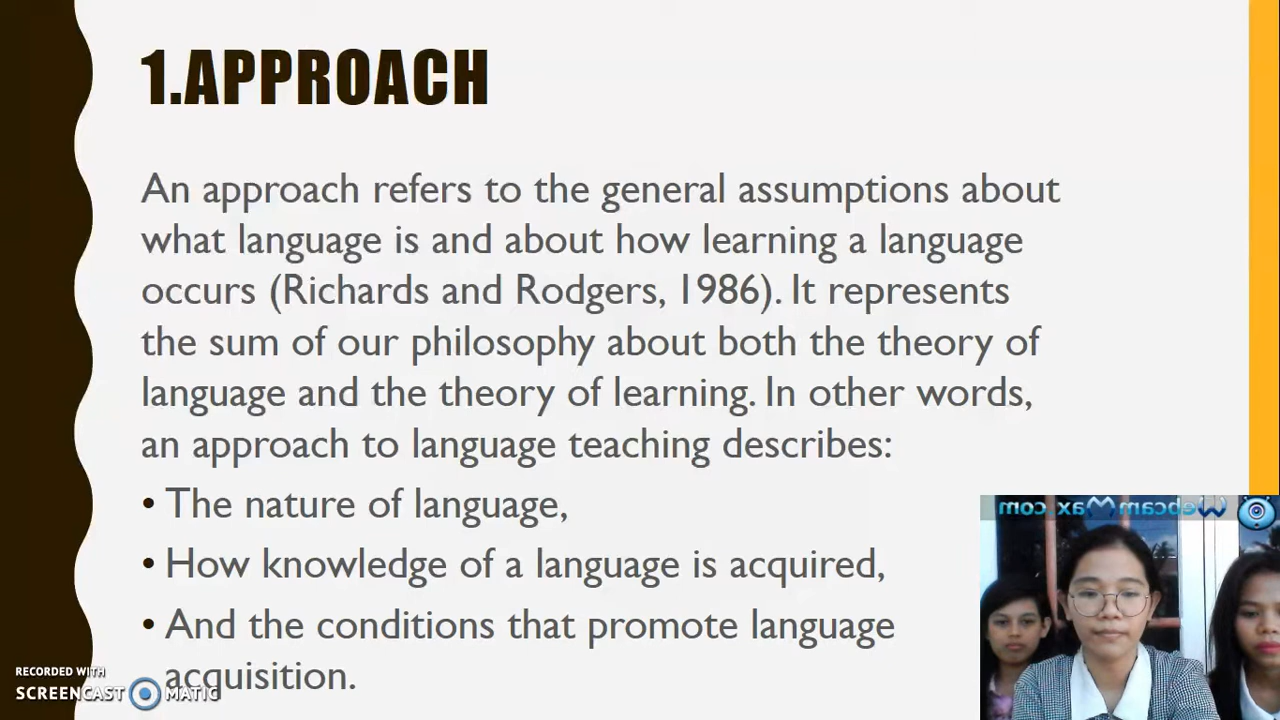 1.APPROACH
An approach refers to the general assumptions about
what language is and about how learning a language
occurs (Richards and Rodgers, 1986). It represents
the sum of our philosophy about both the theory of
language and the theory of learning. In other words,
an approach to language teaching describes:
• The nature of language,
• How knowledge of a language is acquired,
• And the conditions that promote language
acquisition.
WebcamMax.com
RECORDED WITH
SCREENCAST MATIC